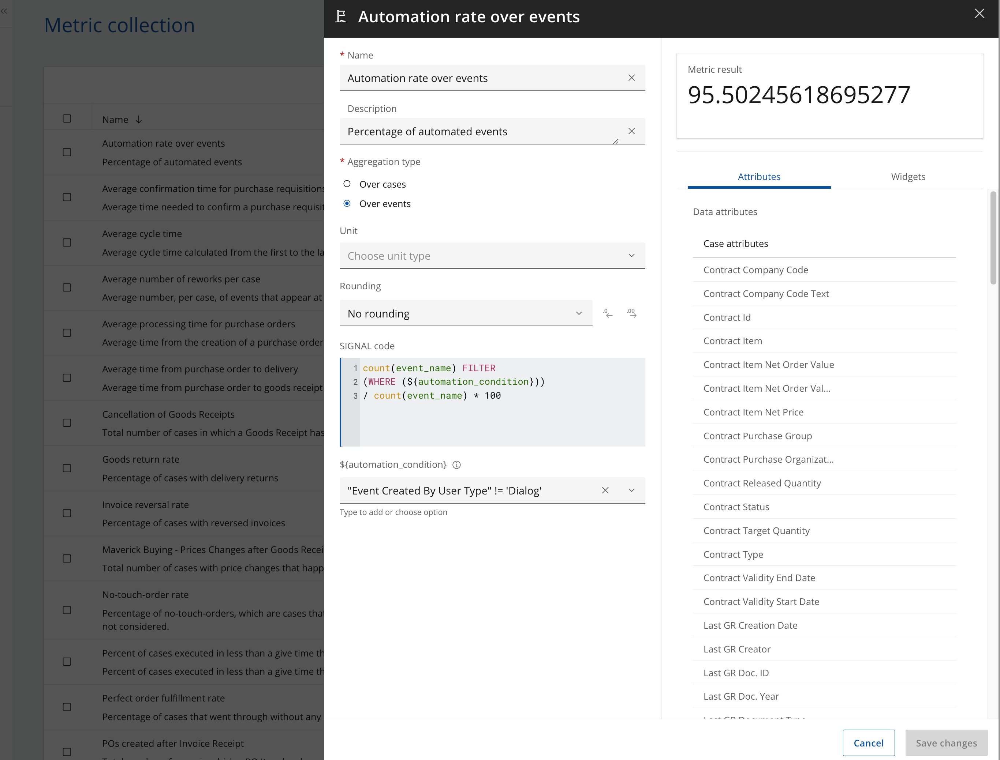 Metric collection
Name
Automation rate over events
Percentage of automated events
Average confirmation time for purchase requisitions
Average time needed to confirm a purchase
Average cycle time
Average cycle time calculated from the first to the
Average number of reworks per case
Average number, per case, of events that appear at
Average processing time for purchase orders
Average time from the creation of a purchase order
Average time from purchase order to delivery
Average time from purchase order to goods receipt
Cancellation of Goods Receipts
Total number of cases in which a Goods Receipt has
Goods return rate
Percentage of cases with delivery returns
Invoice reversal rate
Percentage of cases with reversed invoices
Maverick Buying - Prices Changes after Goods
Total number of cases with price changes that
No-touch-order rate
Percentage of no-touch-orders, which are cases
not considered.
Percent of cases executed in less than a give time
Percent of cases executed in less than a give time
Perfect order fulfillment rate
Percentage of cases that went through without any
POs created after Invoice Receipt
Automation rate over events
* Name
Automation rate over events
Description
Percentage of automated events
* Aggregation type
Over cases
Over events
Unit
Choose unit type
Rounding
No rounding
.0 .00
SIGNAL code
1 count(event_name) FILTER
2 (WHERE (${automation_condition}))
3 / count(event_name) * 100
${automation_condition}
"Event Created By User Type" != 'Dialog'
Type to add or choose option
Metric result
95.50245618695277
Attributes Widgets
Data attributes
Case attributes
Contract Company Code
Contract Company Code Text
Contract Id
Contract Item
Contract Item Net Order Value
Contract Item Net Order Val...
Contract Item Net Price
Contract Purchase Group
Contract Purchase Organizat...
Contract Released Quantity
Contract Status
Contract Target Quantity
Contract Type
Contract Validity End Date
Contract Validity Start Date
Last GR Creation Date
Last GR Creator
Last GR Doc. ID
Last GR Doc. Year
Cancel Save changes